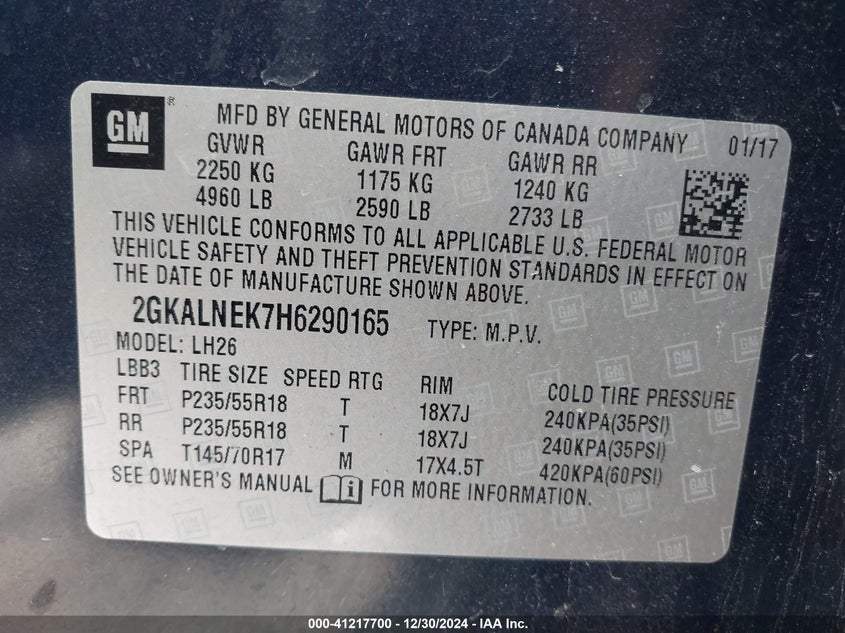 GM ®
MFD BY GENERAL MOTORS OF CANADA COMPANY 01/17
GVWR GAWR FRT GAWR RR
2250 KG 1175 KG 1240 KG
4960 LB 2590 LB 2733 LB
THIS VEHICLE CONFORMS TO ALL APPLICABLE U.S. FEDERAL MOTOR
VEHICLE SAFETY AND THEFT PREVENTION STANDARDS IN EFFECT ON
THE DATE OF MANUFACTURE SHOWN ABOVE.
2GKALNEK7H6290165 TYPE: M.P.V.
MODEL: LH26
LBB3 TIRE SIZE SPEED RTG RIM COLD TIRE PRESSURE
FRT P235/55R18 T 18X7J 240KPA(35PSI)
RR P235/55R18 T 18X7J 240KPA(35PSI)
SPA T145/70R17 M 17X4.5T 420KPA(60PSI)
SEE OWNER'S MANUAL FOR MORE INFORMATION.
000-41217700 - 12/30/2024 - IAA Inc.